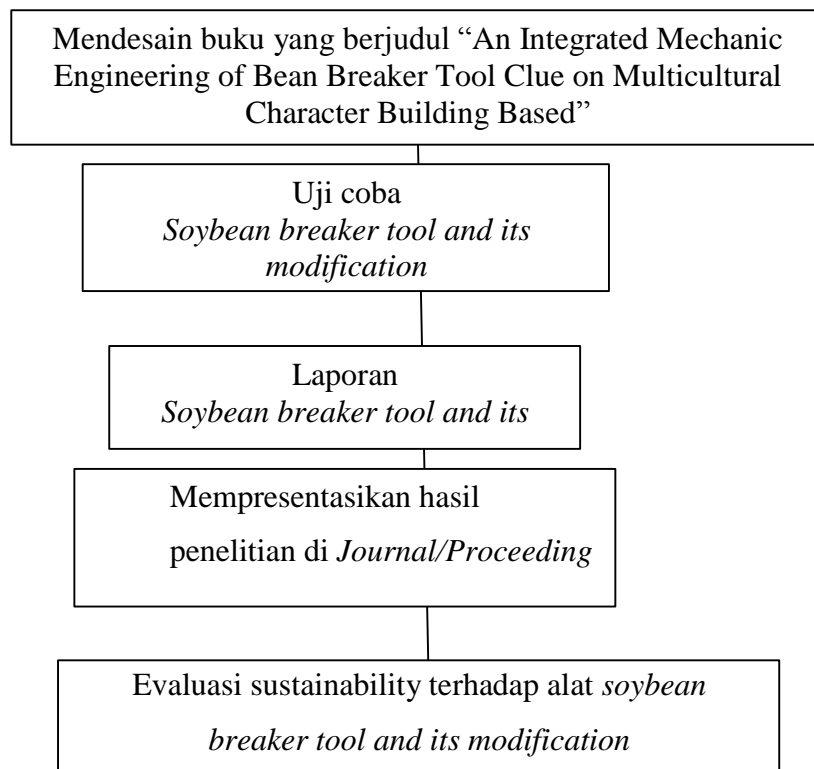 Mendesain buku yang berjudul “An Integrated Mechanic
Engineering of Bean Breaker Tool Clue on Multicultural
Character Building Based”
Uji coba
Soybean breaker tool and its
modification
Laporan
Soybean breaker tool and its
Mempresentasikan hasil
penelitian di Journal/Proceeding
Evaluasi sustainability terhadap alat soybean
breaker tool and its modification